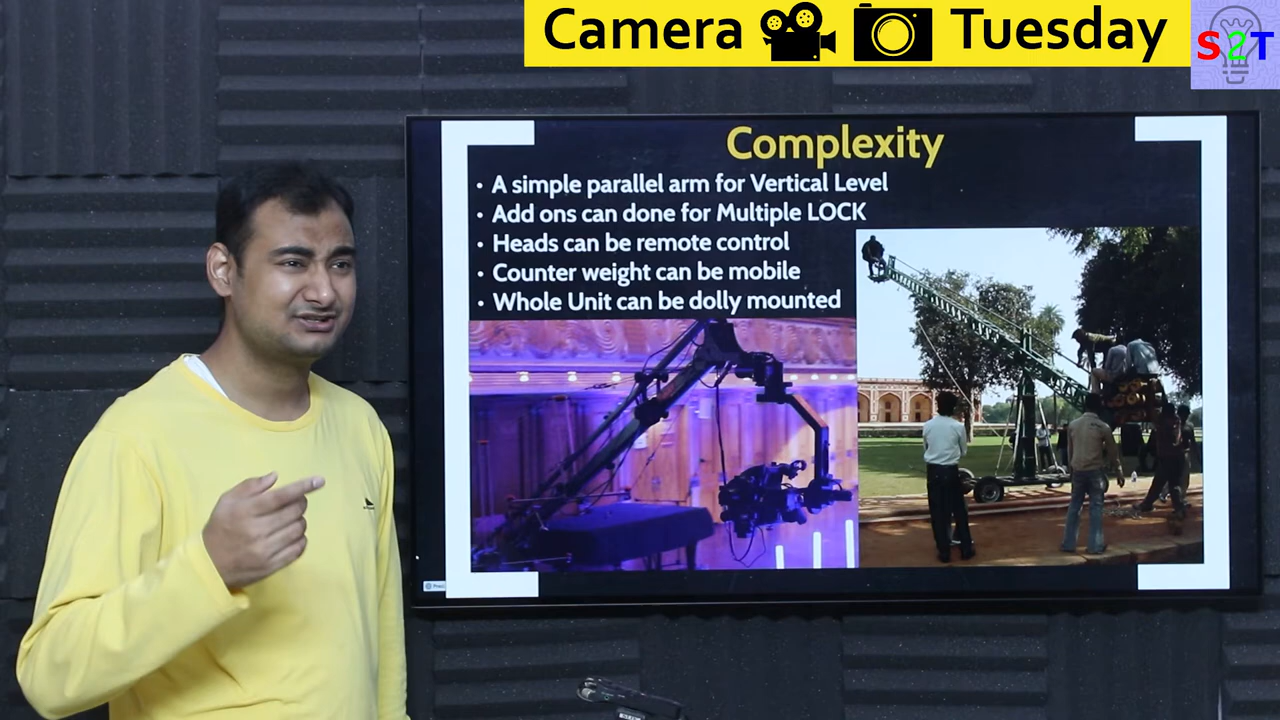 Camera Tuesday
S2T
Complexity
• A simple parallel arm for Vertical Level
• Add ons can done for Multiple LOCK
• Heads can be remote control
• Counter weight can be mobile
• Whole Unit can be dolly mounted